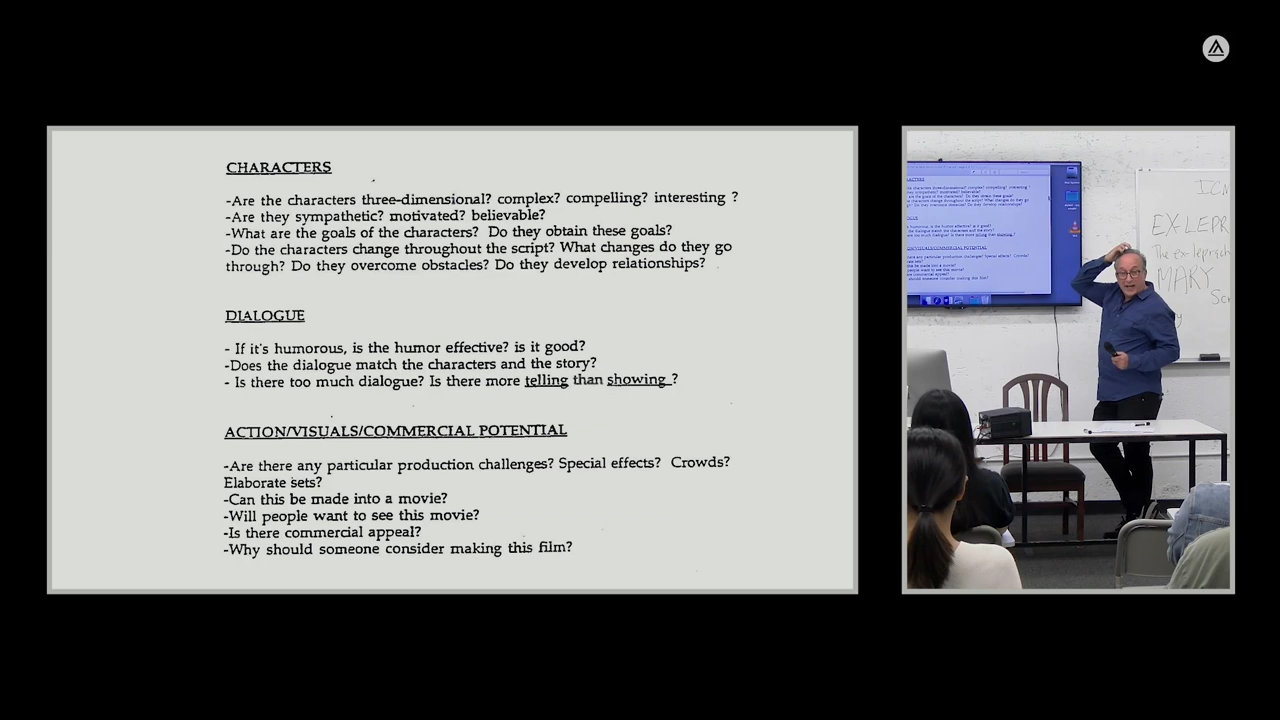 CHARACTERS
-Are the characters three-dimensional? complex? compelling? interesting ?
-Are they sympathetic? motivated? believable?
-What are the goals of the characters? Do they obtain these goals?
-Do the characters change throughout the script? What changes do they go
through? Do they overcome obstacles? Do they develop relationships?
DIALOGUE
- If it's humorous, is the humor effective? is it good?
-Does the dialogue match the characters and the story?
- Is there too much dialogue? Is there more telling than showing ?
ACTION/VISUALS/COMMERCIAL POTENTIAL
-Are there any particular production challenges? Special effects? Crowds?
Elaborate sets?
-Can this be made into a movie?
-Will people want to see this movie?
-Is there commercial appeal?
-Why should someone consider making this film?
EX-LEPR
The Ex-Leprech